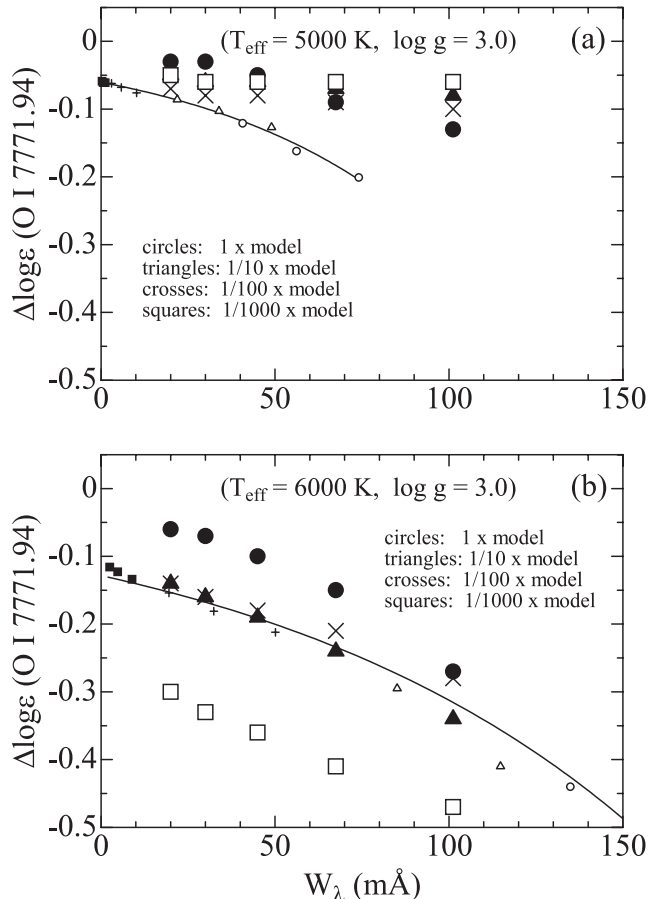 (T_eff = 5000 K, log g = 3.0)
(a)
0
-0.1
-0.2
-0.3
-0.4
-0.5
Δlogε (O I 7771.94)
circles: 1 x model
triangles: 1/10 x model
crosses: 1/100 x model
squares: 1/1000 x model
0
50
100
150
(T_eff = 6000 K, log g = 3.0)
(b)
0
-0.1
-0.2
-0.3
-0.4
-0.5
Δlogε (O I 7771.94)
circles: 1 x model
triangles: 1/10 x model
crosses: 1/100 x model
squares: 1/1000 x model
0
50
100
150
W_λ (mÅ)